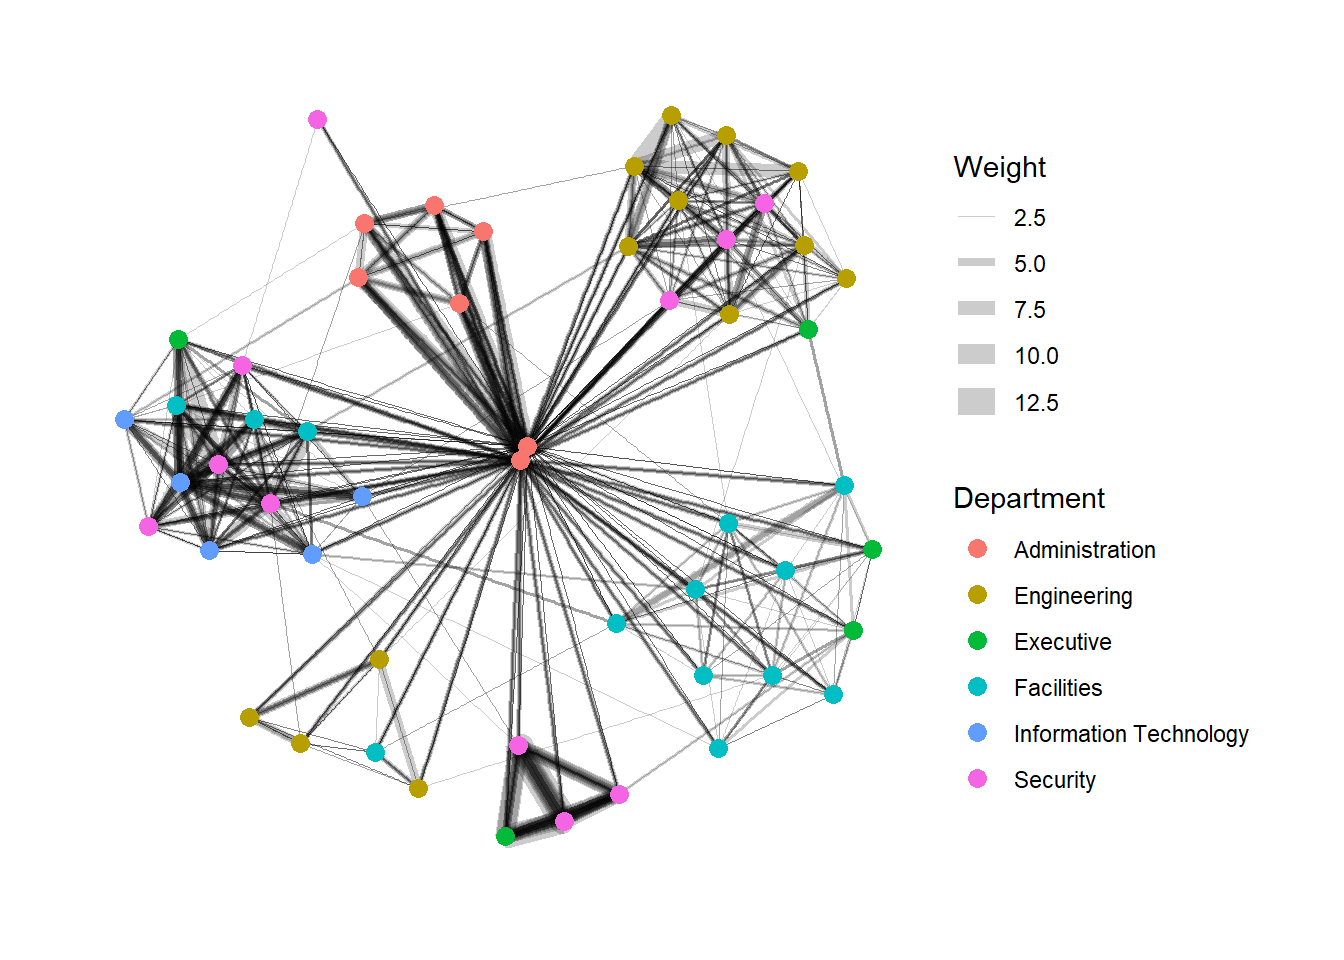 Weight
2.5
5.0
7.5
10.0
12.5
Department
Administration
Engineering
Executive
Facilities
Information Technology
Security